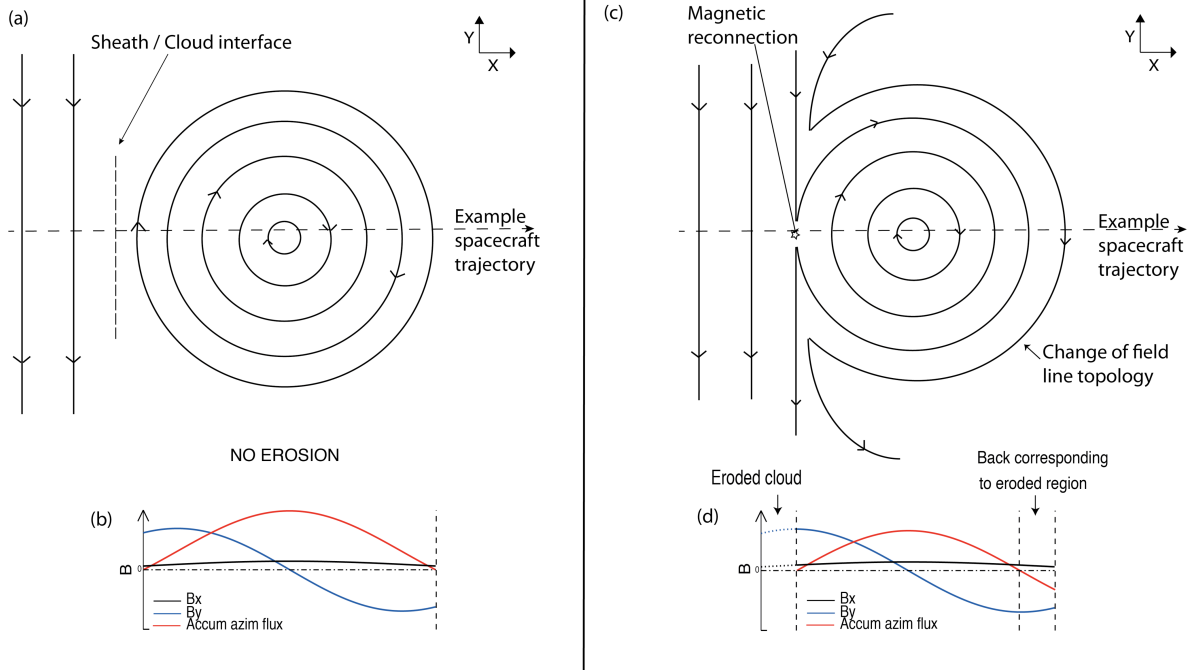 (a)
Sheath / Cloud interface
Y
X
Example
spacecraft
trajectory
NO EROSION
(b)
B
0
Bx
By
Accum azim flux
(c)
Magnetic
reconnection
Y
X
Example
spacecraft
trajectory
Change of field
line topology
Eroded cloud
Back corresponding
to eroded region
(d)
B
0
Bx
By
Accum azim flux